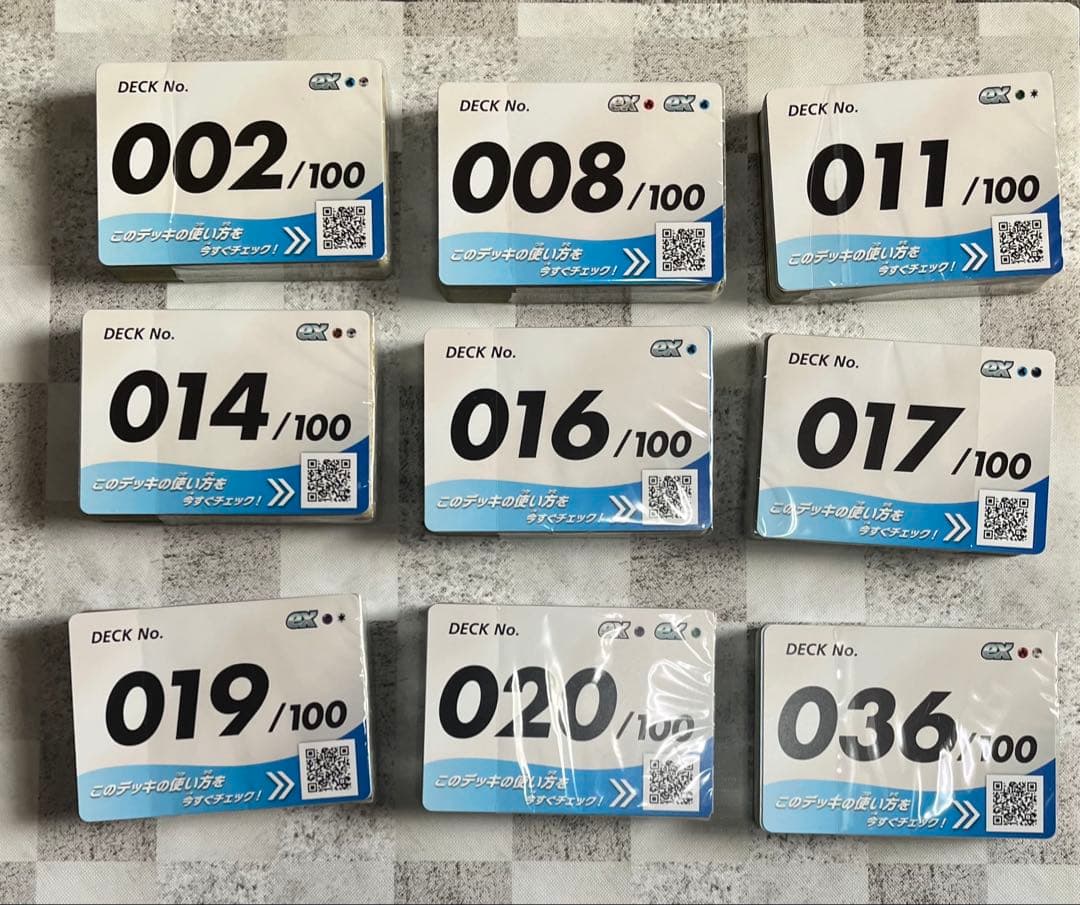 DECK No. ex
002/100
このデッキの使い方を
今すぐチェック!
DECK No. ex ex
008/100
このデッキの使い方を
今すぐチェック!
DECK No. ex
011/100
このデッキの使い方を
今すぐチェック!
DECK No. ex
014/100
このデッキの使い方を
今すぐチェック!
DECK No. ex
016/100
このデッキの使い方を
今すぐチェック!
DECK No. ex
017/100
このデッキの使い方を
今すぐチェック!
DECK No. ex
019/100
このデッキの使い方を
今すぐチェック!
DECK No. ex ex
020/100
このデッキの使い方を
今すぐチェック!
DECK No. ex
036/100
このデッキの使い方を
今すぐチェック!